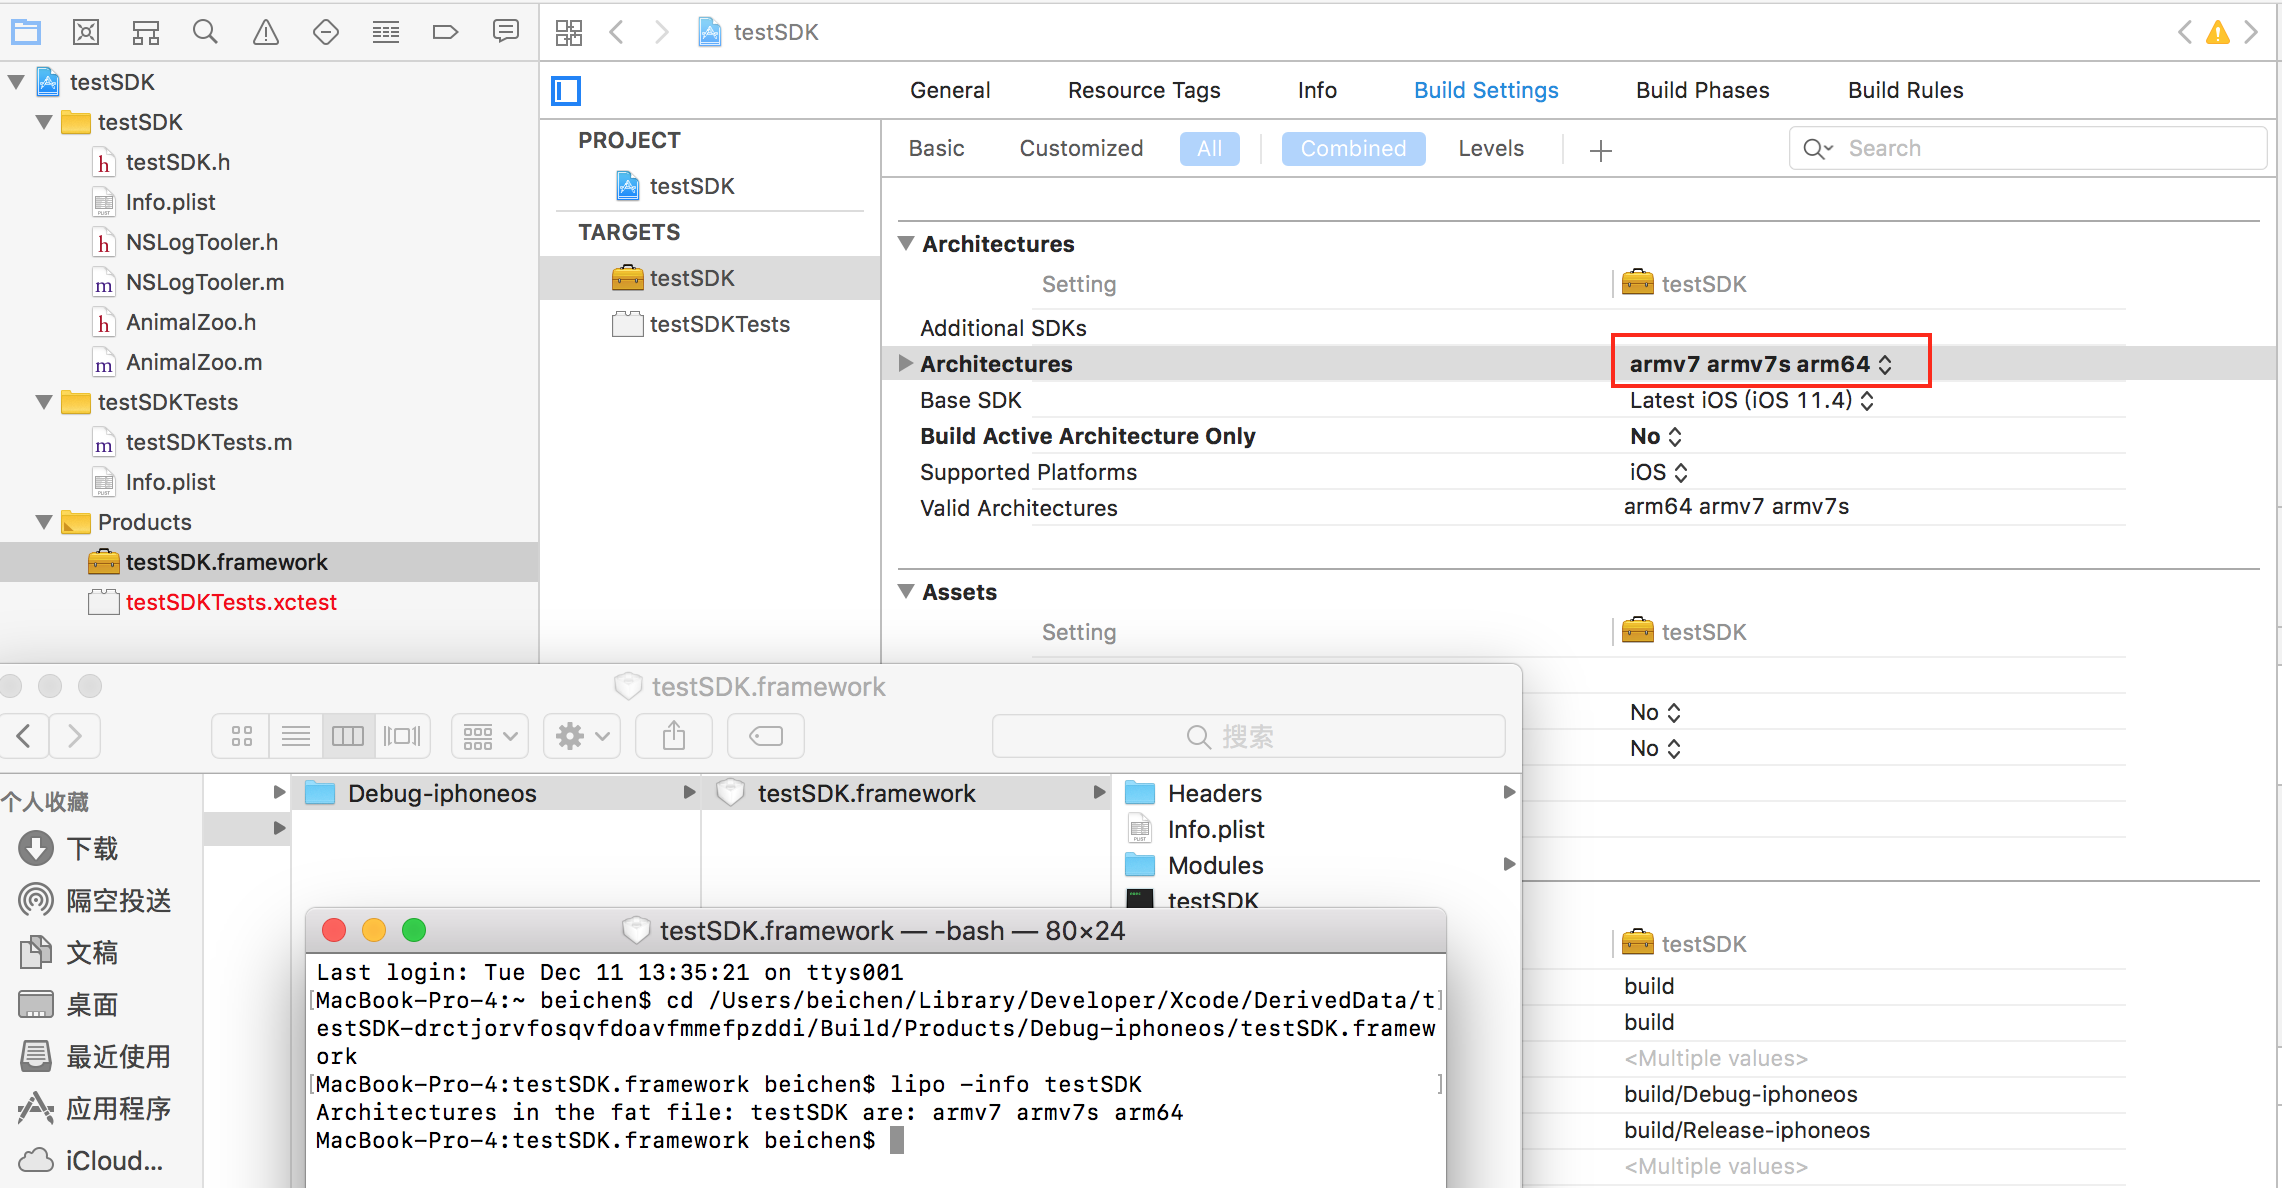 testSDK
General Resource Tags Info Build Settings Build Phases Build Rules
Basic Customized All Combined Levels Search
testSDK
testSDK
testSDK.h
Info.plist
NSLogTooler.h
NSLogTooler.m
AnimalZoo.h
AnimalZoo.m
testSDKTests
testSDKTests.m
Info.plist
Products
testSDK.framework
testSDKTests.xctest
PROJECT
testSDK
TARGETS
testSDK
testSDKTests
Architectures
Setting testSDK
Additional SDKs
Architectures armv7 armv7s arm64
Base SDK Latest iOS (iOS 11.4)
Build Active Architecture Only No
Supported Platforms iOS
Valid Architectures arm64 armv7 armv7s
Assets
Setting testSDK
No
No
testSDK
build
build
<Multiple values>
build/Debug-iphoneos
build/Release-iphoneos
<Multiple values>
testSDK.framework
搜索
个人收藏
下载
隔空投送
文稿
桌面
最近使用
应用程序
iCloud...
Debug-iphoneos
testSDK.framework
Headers
Info.plist
Modules
testSDK
testSDK.framework — -bash — 80×24
Last login: Tue Dec 11 13:35:21 on ttys001
[MacBook-Pro-4:~ beichen$ cd /Users/beichen/Library/Developer/Xcode/DerivedData/t]
estSDK-drctjorvfosqvfdoavfmmefpzddi/Build/Products/Debug-iphoneos/testSDK.framew
ork
[MacBook-Pro-4:testSDK.framework beichen$ lipo -info testSDK ]
Architectures in the fat file: testSDK are: armv7 armv7s arm64
MacBook-Pro-4:testSDK.framework beichen$